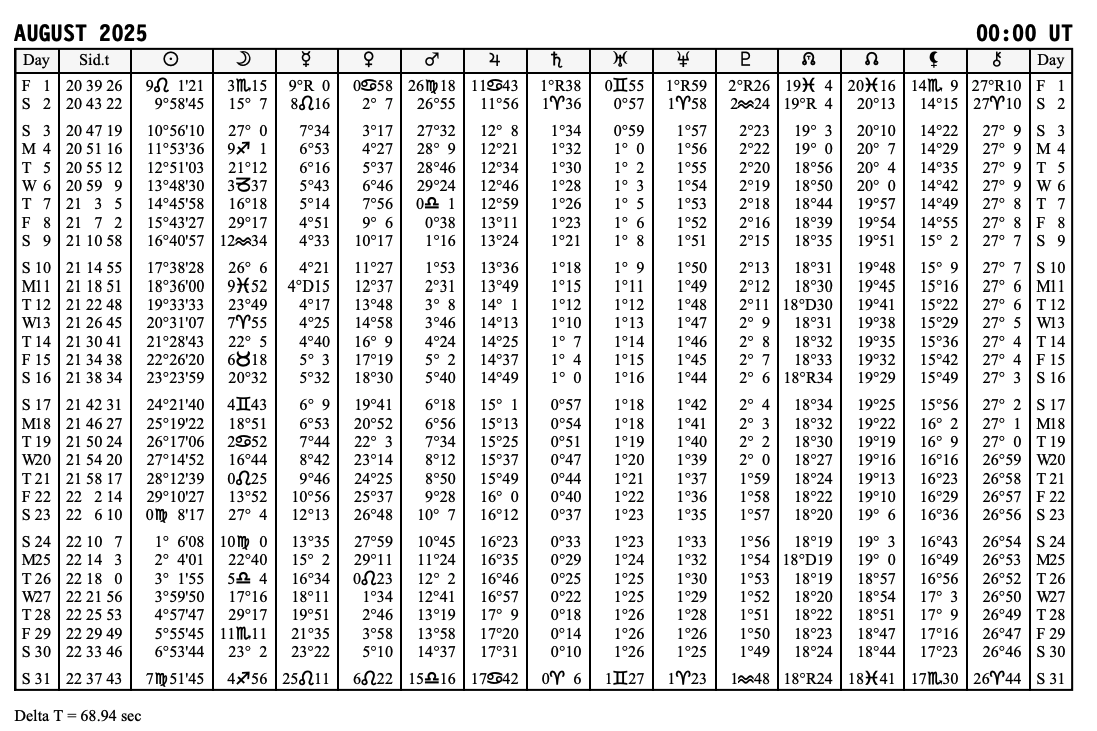 AUGUST 2025 00:00 UT
Day Sid.t ☉ ☽ ☿ ♀ ♂ ♃ ♄ ♅ ♆ ♇ ☊ ☊ ⚸ ⚷ Day
F 1 20 39 26 9♌ 1'21 3♏15 9°R 0 0♋58 26♍18 11♋43 1°R38 0♊55 1°R59 2°R26 19♓ 4 20♓16 14♏ 9 27°R10 F 1
S 2 20 43 22 9°58'45 15° 7 8♌16 2° 7 26°55 11°56 1♈36 0°57 1♈58 2♒24 19°R 4 20°13 14°15 27♈10 S 2
S 3 20 47 19 10°56'10 27° 0 7°34 3°17 27°32 12° 8 1°34 0°59 1°57 2°23 19° 3 20°10 14°22 27° 9 S 3
M 4 20 51 16 11°53'36 9♐ 1 6°53 4°27 28° 9 12°21 1°32 1° 0 1°56 2°22 19° 0 20° 7 14°29 27° 9 M 4
T 5 20 55 12 12°51'03 21°12 6°16 5°37 28°46 12°34 1°30 1° 2 1°55 2°20 18°56 20° 4 14°35 27° 9 T 5
W 6 20 59 9 13°48'30 3♑37 5°43 6°46 29°24 12°46 1°28 1° 3 1°54 2°19 18°50 20° 0 14°42 27° 9 W 6
T 7 21 3 5 14°45'58 16°18 5°14 7°56 0♎ 1 12°59 1°26 1° 5 1°53 2°18 18°44 19°57 14°49 27° 8 T 7
F 8 21 7 2 15°43'27 29°17 4°51 9° 6 0°38 13°11 1°23 1° 6 1°52 2°16 18°39 19°54 14°55 27° 8 F 8
S 9 21 10 58 16°40'57 12♒34 4°33 10°17 1°16 13°24 1°21 1° 8 1°51 2°15 18°35 19°51 15° 2 27° 7 S 9
S 10 21 14 55 17°38'28 26° 6 4°21 11°27 1°53 13°36 1°18 1° 9 1°50 2°13 18°31 19°48 15° 9 27° 7 S 10
M11 21 18 51 18°36'00 9♓52 4°D15 12°37 2°31 13°49 1°15 1°11 1°49 2°12 18°30 19°45 15°16 27° 6 M11
T 12 21 22 48 19°33'33 23°49 4°17 13°48 3° 8 14° 1 1°12 1°12 1°48 2°11 18°D30 19°41 15°22 27° 6 T 12
W13 21 26 45 20°31'07 7♈55 4°25 14°58 3°46 14°13 1°10 1°13 1°47 2° 9 18°31 19°38 15°29 27° 5 W13
T 14 21 30 41 21°28'43 22° 5 4°40 16° 9 4°24 14°25 1° 7 1°14 1°46 2° 8 18°32 19°35 15°36 27° 4 T 14
F 15 21 34 38 22°26'20 6♉18 5° 3 17°19 5° 2 14°37 1° 4 1°15 1°45 2° 7 18°33 19°32 15°42 27° 4 F 15
S 16 21 38 34 23°23'59 20°32 5°32 18°30 5°40 14°49 1° 0 1°16 1°44 2° 6 18°R34 19°29 15°49 27° 3 S 16
S 17 21 42 31 24°21'40 4♊43 6° 9 19°41 6°18 15° 1 0°57 1°18 1°42 2° 4 18°34 19°25 15°56 27° 2 S 17
M18 21 46 27 25°19'22 18°51 6°53 20°52 6°56 15°13 0°54 1°18 1°41 2° 3 18°32 19°22 16° 2 27° 1 M18
T 19 21 50 24 26°17'06 2♋52 7°44 22° 3 7°34 15°25 0°51 1°19 1°40 2° 2 18°30 19°19 16° 9 27° 0 T 19
W20 21 54 20 27°14'52 16°44 8°42 23°14 8°12 15°37 0°47 1°20 1°39 2° 0 18°27 19°16 16°16 26°59 W20
T 21 21 58 17 28°12'39 0♌25 9°46 24°25 8°50 15°49 0°44 1°21 1°37 1°59 18°24 19°13 16°23 26°58 T 21
F 22 22 2 14 29°10'27 13°52 10°56 25°37 9°28 16° 0 0°40 1°22 1°36 1°58 18°22 19°10 16°29 26°57 F 22
S 23 22 6 10 0♍ 8'17 27° 4 12°13 26°48 10° 7 16°12 0°37 1°23 1°35 1°57 18°20 19° 6 16°36 26°56 S 23
S 24 22 10 7 1° 6'08 10♍ 0 13°35 27°59 10°45 16°23 0°33 1°23 1°33 1°56 18°19 19° 3 16°43 26°54 S 24
M25 22 14 3 2° 4'01 22°40 15° 2 29°11 11°24 16°35 0°29 1°24 1°32 1°54 18°D19 19° 0 16°49 26°53 M25
T 26 22 18 0 3° 1'55 5♎ 4 16°34 0♌23 12° 2 16°46 0°25 1°25 1°30 1°53 18°19 18°57 16°56 26°52 T 26
W27 22 21 56 3°59'50 17°16 18°11 1°34 12°41 16°57 0°22 1°25 1°29 1°52 18°20 18°54 17° 3 26°50 W27
T 28 22 25 53 4°57'47 29°17 19°51 2°46 13°19 17° 9 0°18 1°26 1°28 1°51 18°22 18°51 17° 9 26°49 T 28
F 29 22 29 49 5°55'45 11♏11 21°35 3°58 13°58 17°20 0°14 1°26 1°26 1°50 18°23 18°47 17°16 26°47 F 29
S 30 22 33 46 6°53'44 23° 2 23°22 5°10 14°37 17°31 0°10 1°26 1°25 1°49 18°24 18°44 17°23 26°46 S 30
S 31 22 37 43 7♍51'45 4♐56 25♌11 6♌22 15♎16 17♋42 0♈ 6 1♊27 1♈23 1♒48 18°R24 18♓41 17♏30 26♈44 S 31
Delta T = 68.94 sec